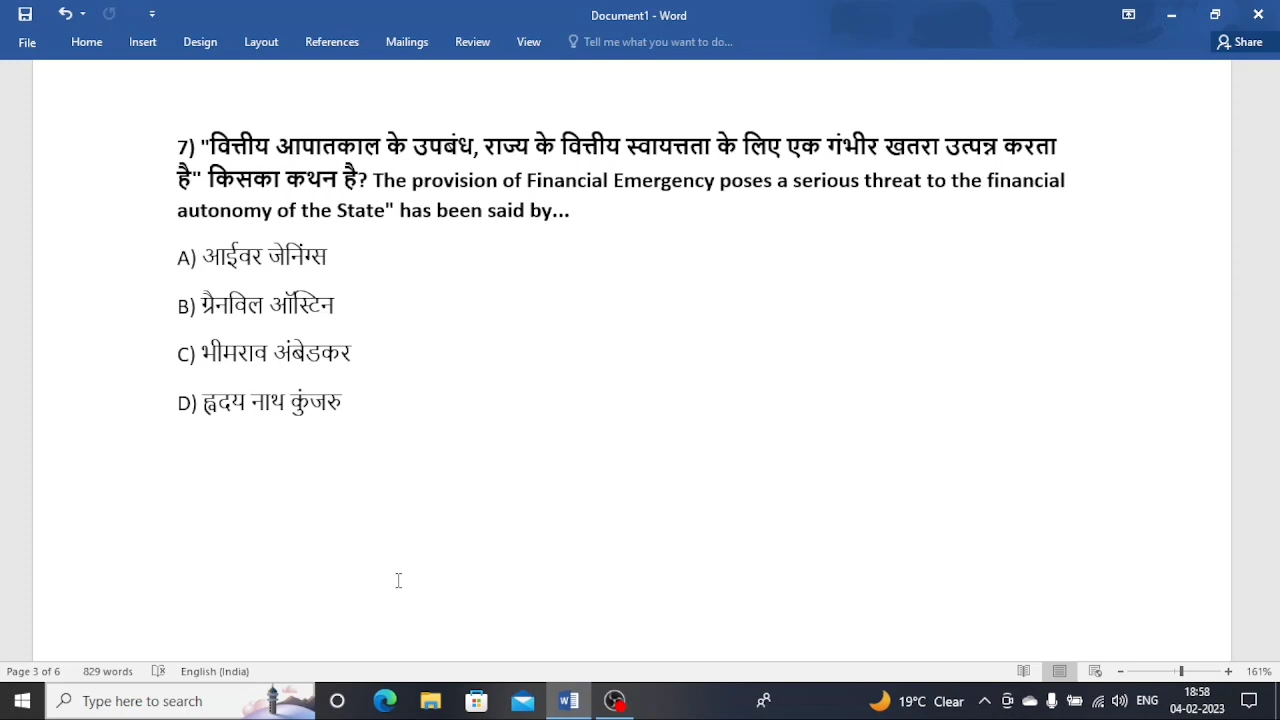 Document1 - Word
File Home Insert Design Layout References Mailings Review View Tell me what you want to do... Share
7) "वित्तीय आपातकाल के उपबंध, राज्य के वित्तीय स्वायत्तता के लिए एक गंभीर खतरा उत्पन्न करता
है" किसका कथन है? The provision of Financial Emergency poses a serious threat to the financial
autonomy of the State" has been said by...
A) आईवर जेनिंग्स
B) ग्रैनविल ऑस्टिन
C) भीमराव अंबेडकर
D) ह्वदय नाथ कुंजरु
Page 3 of 6 829 words English (India) 161%
Type here to search 19°C Clear ENG 18:58
04-02-2023